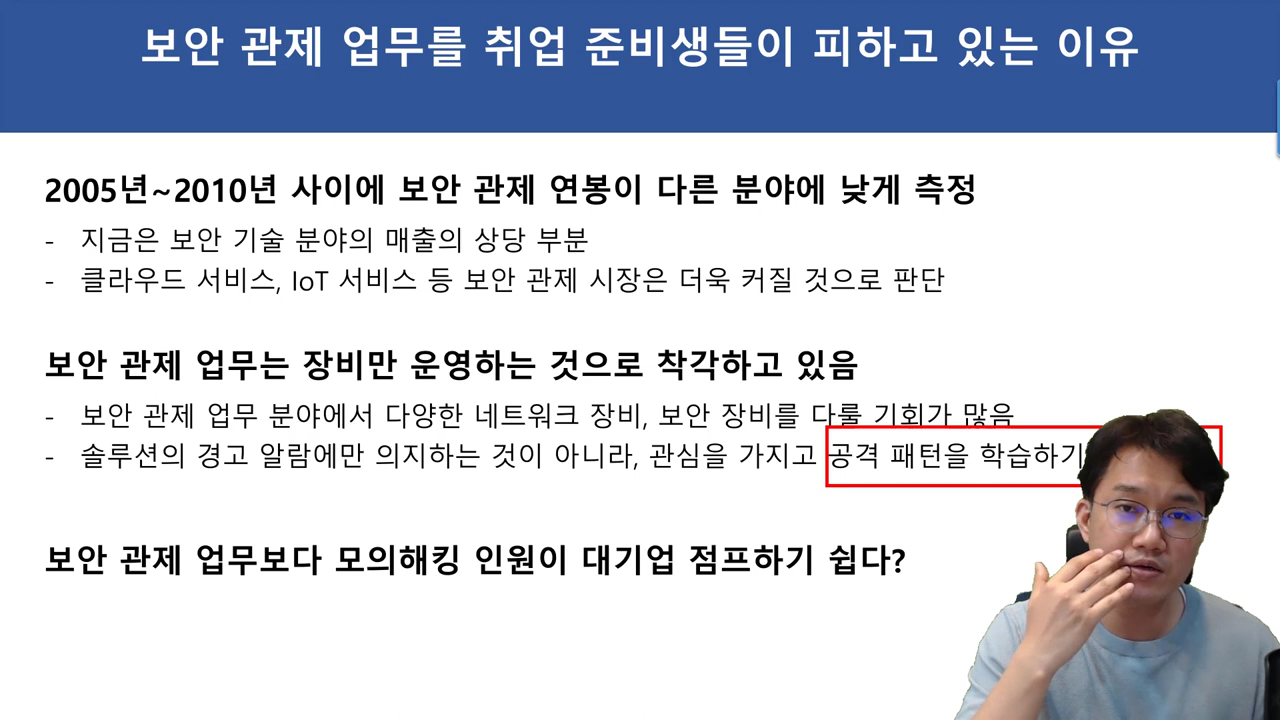 보안 관제 업무를 취업 준비생들이 피하고 있는 이유
2005년~2010년 사이에 보안 관제 연봉이 다른 분야에 낮게 측정
- 지금은 보안 기술 분야의 매출의 상당 부분
- 클라우드 서비스, IoT 서비스 등 보안 관제 시장은 더욱 커질 것으로 판단
보안 관제 업무는 장비만 운영하는 것으로 착각하고 있음
- 보안 관제 업무 분야에서 다양한 네트워크 장비, 보안 장비를 다룰 기회가 많음
- 솔루션의 경고 알람에만 의지하는 것이 아니라, 관심을 가지고 공격 패턴을 학습하기
보안 관제 업무보다 모의해킹 인원이 대기업 점프하기 쉽다?